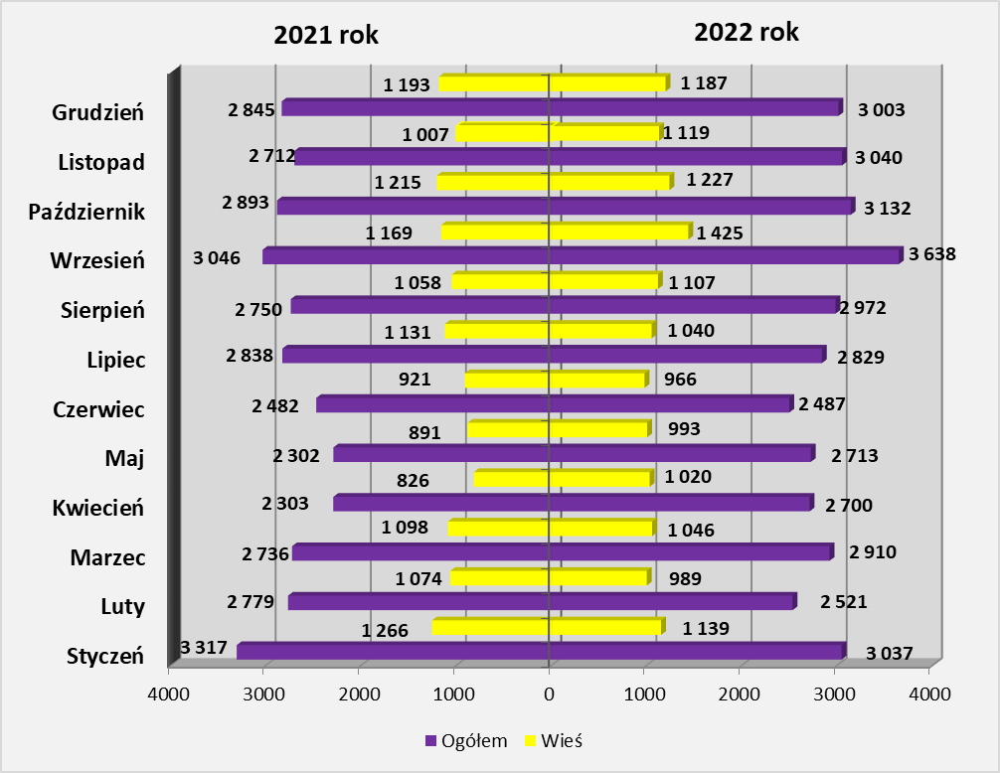 2021 rok 2022 rok
1 193 1 187
Grudzień 2 845 3 003
1 007 1 119
Listopad 2 712 3 040
1 215 1 227
Październik 2 893 3 132
1 169 1 425
Wrzesień 3 046 3 638
1 058 1 107
Sierpień 2 750 2 972
1 131 1 040
Lipiec 2 838 2 829
921 966
Czerwiec 2 482 2 487
891 993
Maj 2 302 2 713
826 1 020
Kwiecień 2 303 2 700
1 098 1 046
Marzec 2 736 2 910
1 074 989
Luty 2 779 2 521
1 266 1 139
Styczeń 3 317 3 037
4000 3000 2000 1000 0 1000 2000 3000 4000
Ogółem Wieś